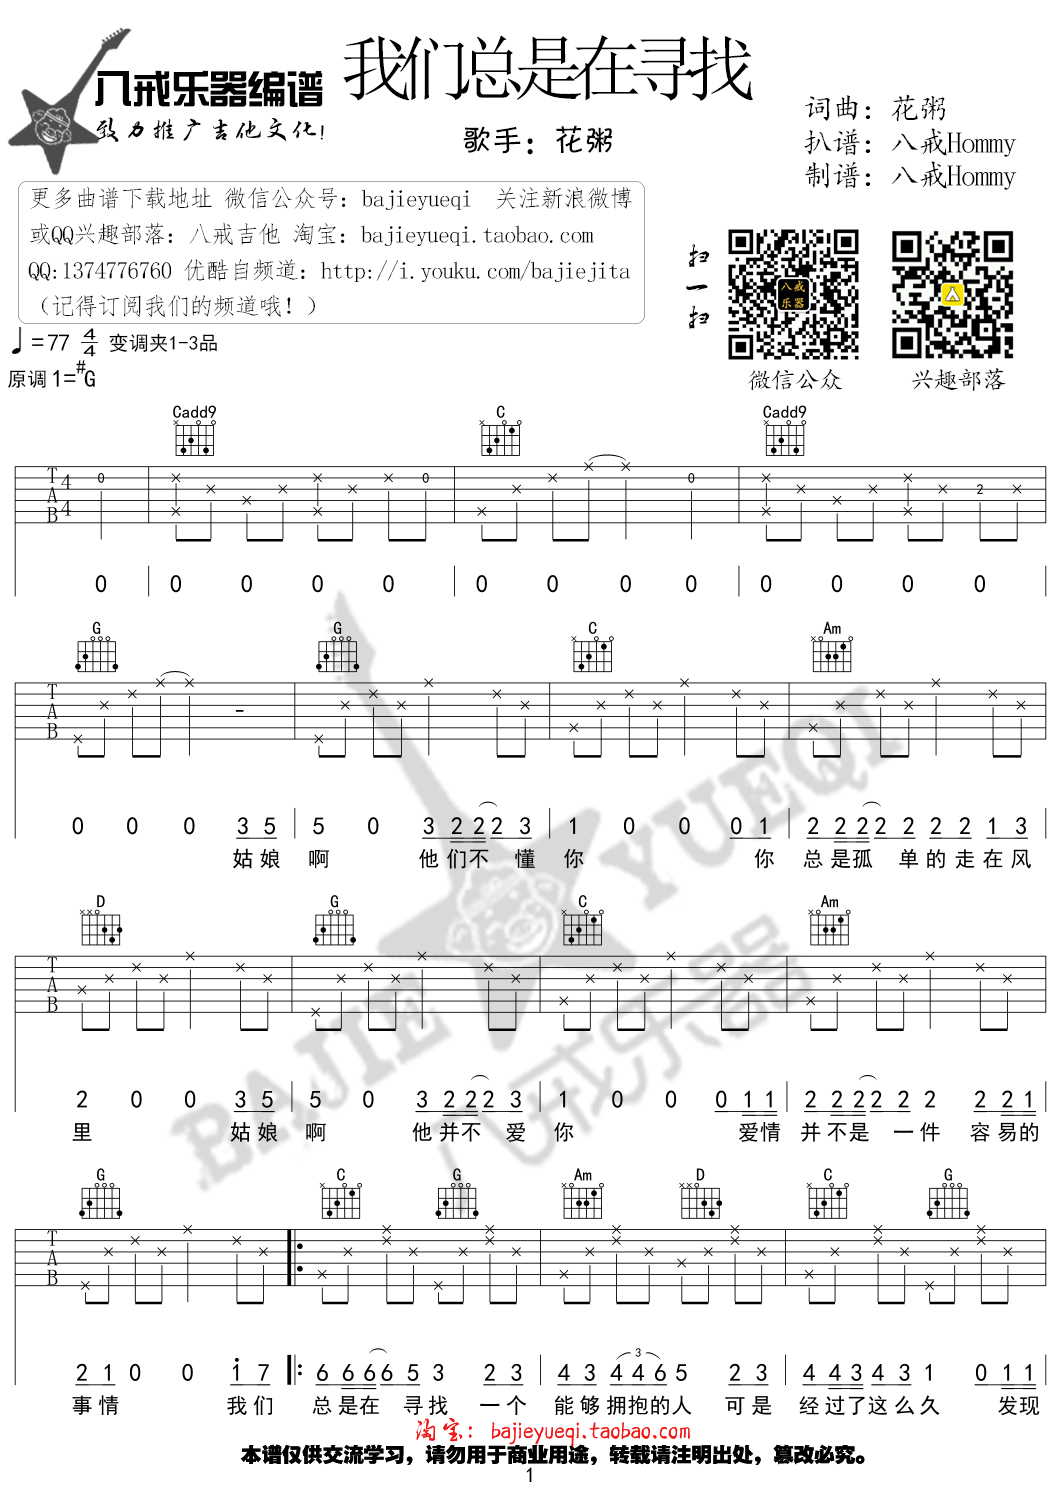 我们总是在寻找
八戒乐器编谱
致力推广吉他文化!
歌手：花粥
词曲：花粥
扒谱：八戒Hommy
制谱：八戒Hommy
更多曲谱下载地址 微信公众号：bajieyueqi 关注新浪微博
或QQ兴趣部落：八戒吉他 淘宝：bajieyueqi.taobao.com
QQ:1374776760 优酷自频道：http://i.youku.com/bajiejita
（记得订阅我们的频道哦！）
扫一扫
八戒乐器
微信公众
兴趣部落
♩=77 4/4 变调夹1-3品
原调 1=#G
Cadd9 C Cadd9
T A B 4 4 0 0 0 2
0 0 0 0 0 0 0 0 0 0 0 0 0
G G C Am
T A B
0 0 0 3 5 5 0 3 2 2 2 3 1 0 0 0 1 2 2 2 2 2 2 1 3
姑娘 啊 他们不 懂 你 你 总是孤 单的走在风
D G C Am
T A B
2 0 0 3 5 5 0 3 2 2 2 3 1 0 0 0 1 1 2 2 2 2 2 2 2 2 1
里 姑娘 啊 他并不 爱 你 爱情 并不是 一件 容易的
G C G Am D C G
T A B
2 1 0 0 1 7 6 6 6 6 4 3 2 3 4 3 4 4 6 5 2 3 4 4 3 4 3 1 0 1 1
3
事情 我们 总是在 寻找 一个 能够拥抱的人 可是 经过了这么久 发现
BAJIE YUEQI
八戒乐器
淘宝：bajieyueqi.taobao.com
本谱仅供交流学习，请勿用于商业用途，转载请注明出处，篡改必究。
1